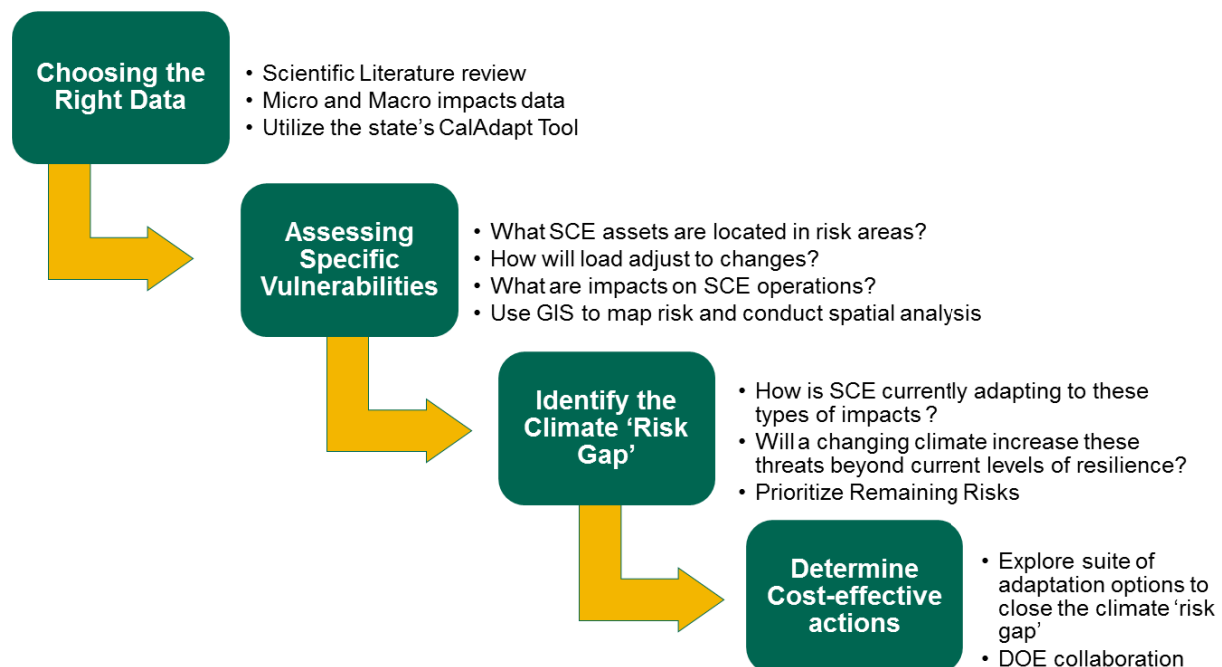 Choosing the
Right Data
• Scientific Literature review
• Micro and Macro impacts data
• Utilize the state's CalAdapt Tool
Assessing
Specific
Vulnerabilities
• What SCE assets are located in risk areas?
• How will load adjust to changes?
• What are impacts on SCE operations?
• Use GIS to map risk and conduct spatial analysis
Identify the
Climate ‘Risk
Gap’
• How is SCE currently adapting to these
types of impacts ?
• Will a changing climate increase these
threats beyond current levels of resilience?
• Prioritize Remaining Risks
Determine
Cost-effective
actions
• Explore suite of
adaptation options to
close the climate ‘risk
gap’
• DOE collaboration